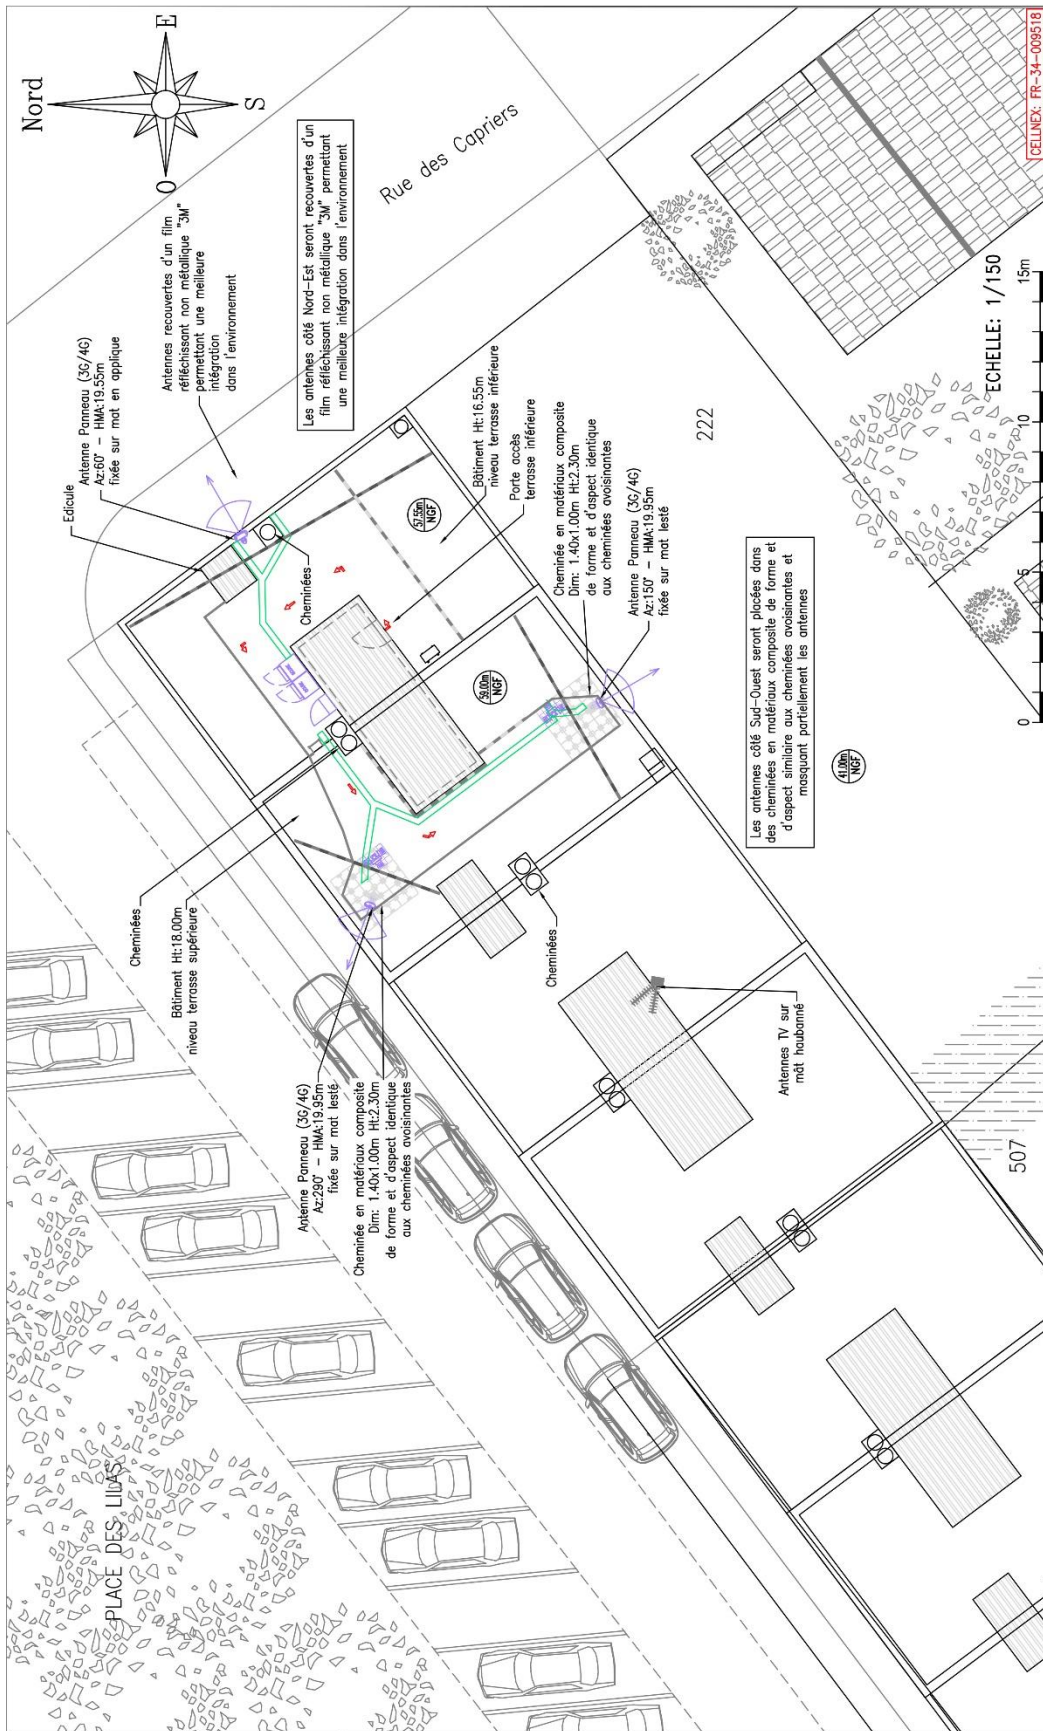 Nord
E
S
O
Rue des Capriers
Antennes recouvertes d'un film
réfléchissant non métallique "3M"
permettant une meilleure
intégration
dans l'environnement
Les antennes côté Nord-Est seront recouvertes d'un
film réfléchissant non métallique "3M" permettant
une meilleure intégration dans l'environnement
Edicule
Antenne Panneau (3G/4G)
Az:60° - HMA:19.55m
fixée sur mat en applique
Cheminées
57.55m
NGF
Bâtiment Ht:16.55m
niveau terrasse inférieure
Porte accès
terrasse inférieure
59.00m
NGF
Cheminée en matériaux composite
Dim: 1.40x1.00m Ht:2.30m
de forme et d'aspect identique
aux cheminées avoisinantes
Antenne Panneau (3G/4G)
Az:150° - HMA:19.95m
fixée sur mat lesté
222
Les antennes côté Sud-Ouest seront placées dans
des cheminées en matériaux composite de forme et
d'aspect similaire aux cheminées avoisinantes et
masquant partiellement les antennes
41.00m
NGF
Cheminées
Bâtiment Ht:18.00m
niveau terrasse supérieure
Antenne Panneau (3G/4G)
Az:290° - HMA:19.95m
fixée sur mat lesté
Cheminée en matériaux composite
Dim: 1.40x1.00m Ht:2.30m
de forme et d'aspect identique
aux cheminées avoisinantes
Cheminées
Antennes TV sur
mât haubanné
507
PLACE DES LILAS
ECHELLE: 1/150
0 5 10 15m
CELLNEX: FR-34-009518